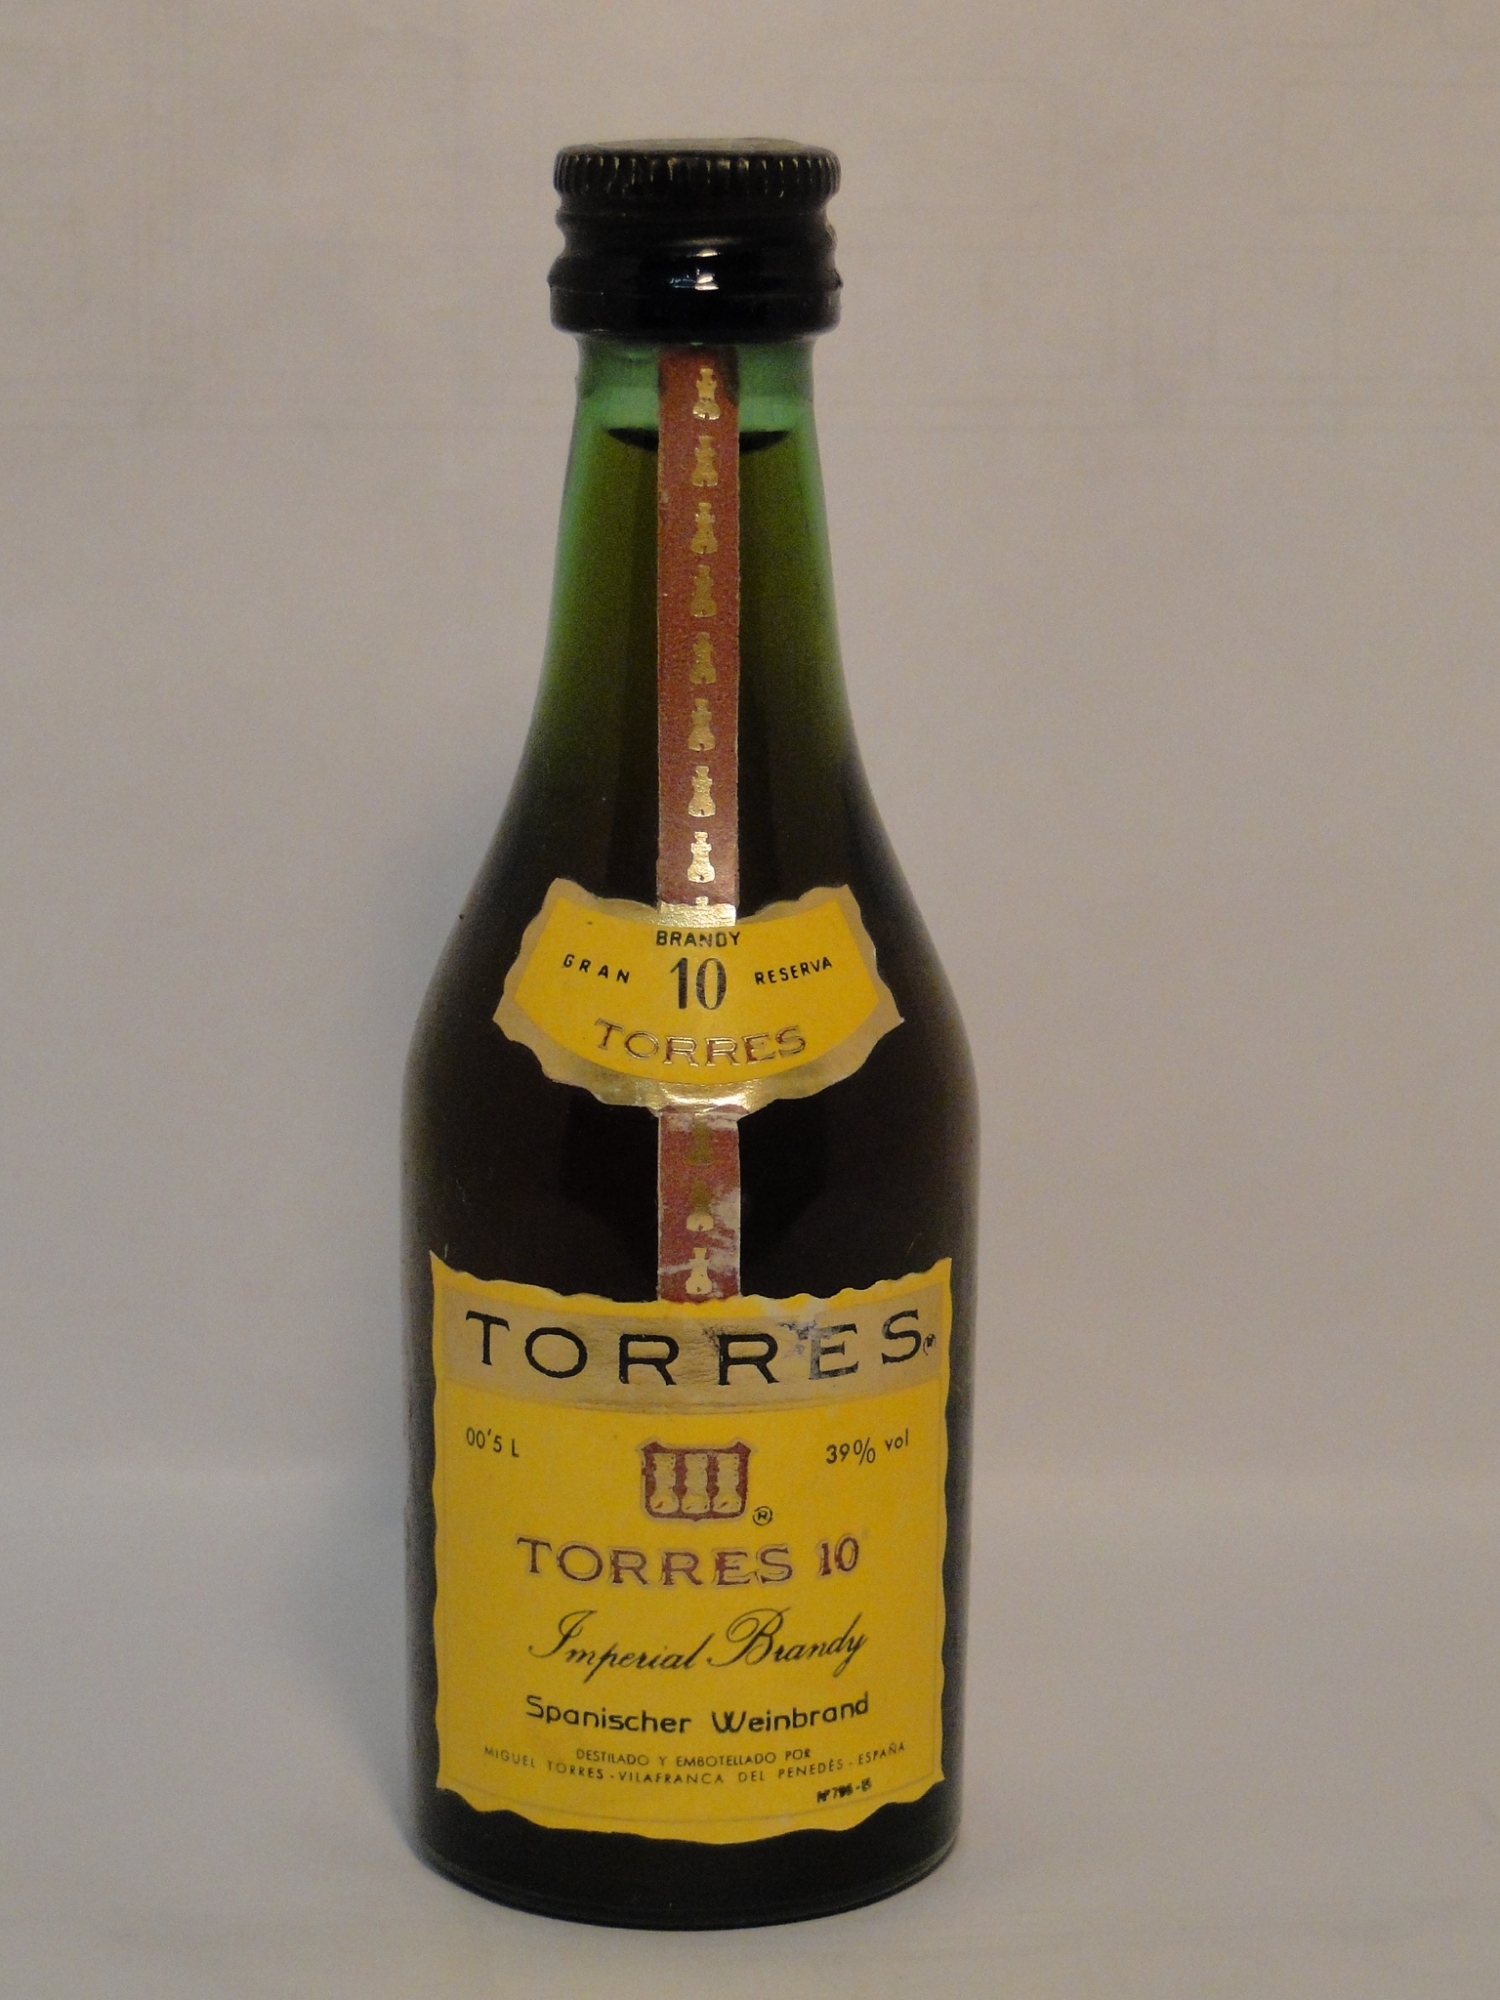 BRANDY
GRAN 10 RESERVA
TORRES
TORRES®
00'5 L
39% vol
®
TORRES 10
Imperial Brandy
Spanischer Weinbrand
DESTILADO Y EMBOTELLADO POR
MIGUEL TORRES - VILAFRANCA DEL PENEDÈS - ESPAÑA